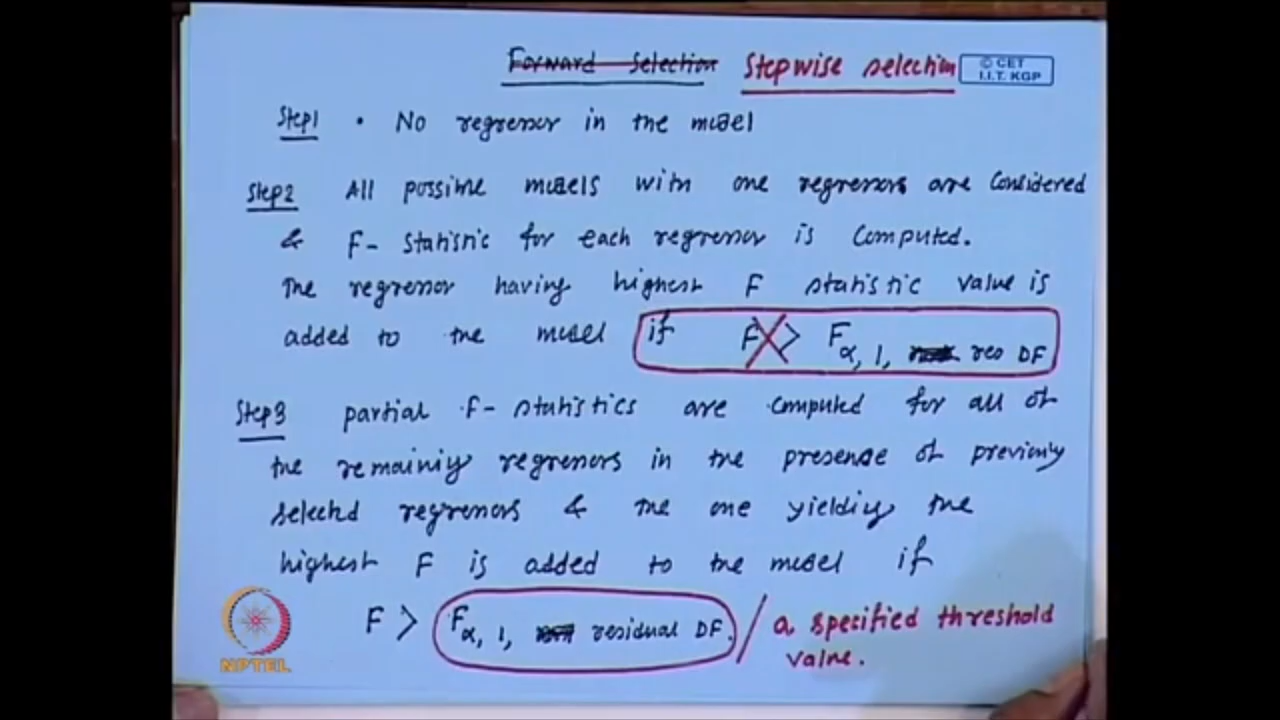 Forward Selection Stepwise selection
© CET
I.I.T. KGP
Step1 • No regressor in the model
Step2 All possible models with one regressors are Considered
& F- Statistic for each regressor is Computed.
The regressor having highest F statistic value is
added to the model if F > Fα, 1, res DF
Step3 partial F- statistics are computed for all of
the remaining regressors in the presense of previously
selected regressors & the one yielding the
highest F is added to the model if
F > Fα, 1, residual DF. / a specified threshold
value.
NPTEL